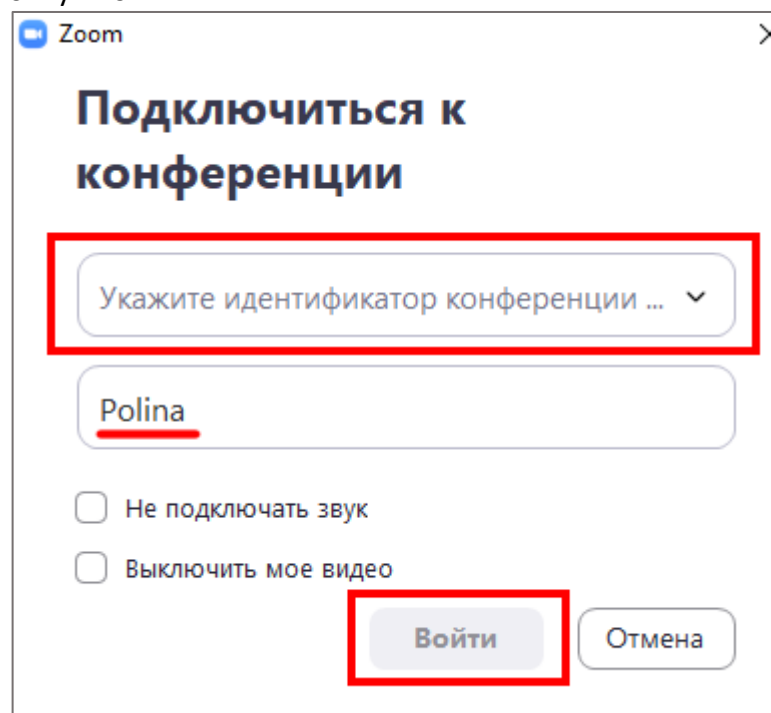 Zoom
Подключиться к
конференции
Укажите идентификатор конференции ...
Polina
Не подключать звук
Выключить мое видео
Войти
Отмена